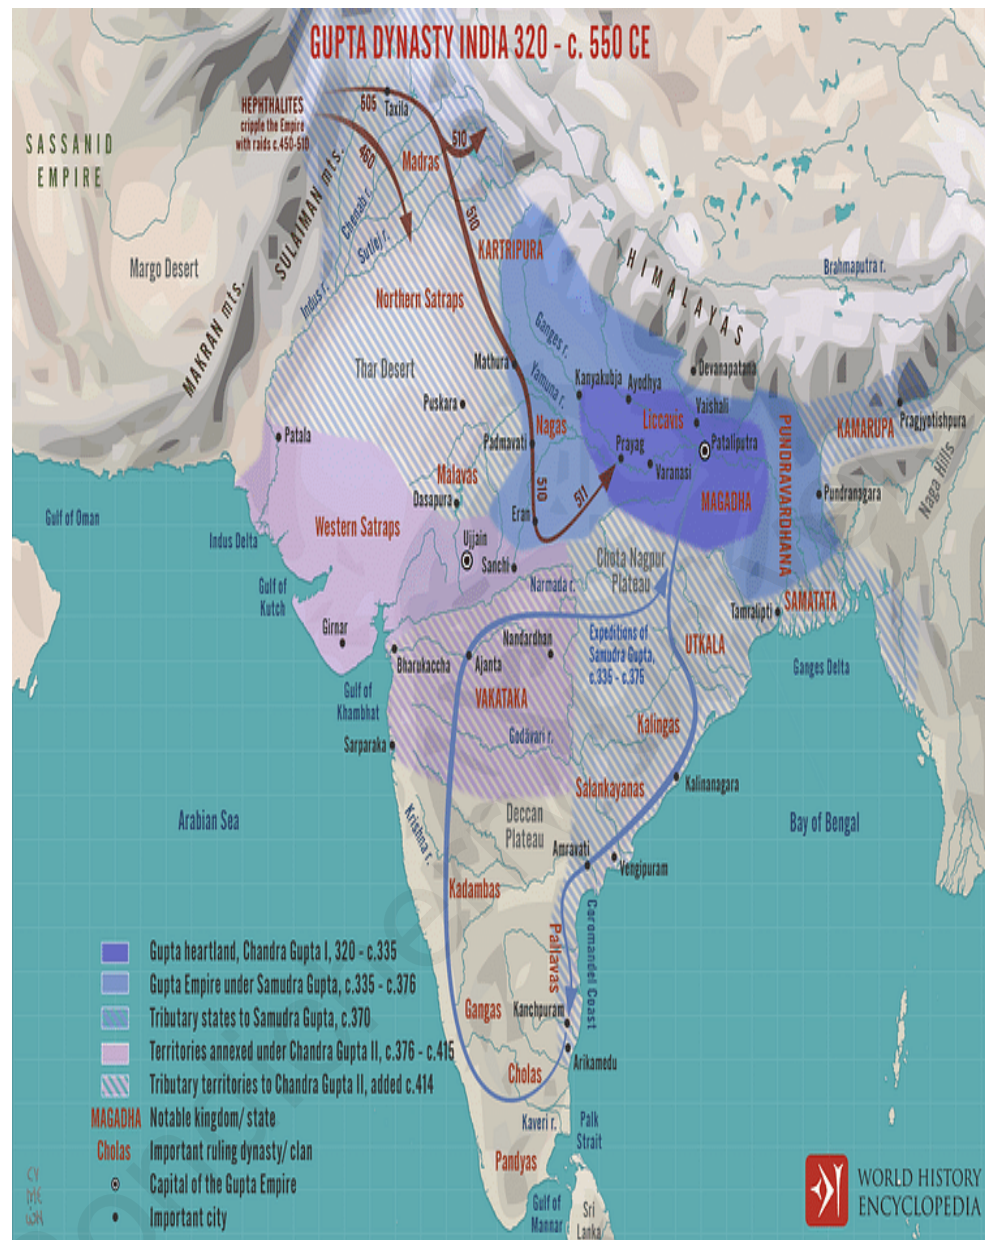 GUPTA DYNASTY INDIA 320 - c. 550 CE
HEPHTHALITES
cripple the Empire
with raids c.450-510
505
Taxila
SASSANID
EMPIRE
510
460
Madras
SULAIMAN mts.
Chenab r.
Sutlej r.
510
KARTRIPURA
HIMALAYAS
Margo Desert
Brahmaputra r.
Indus r.
Northern Satraps
MAKRAN mts.
Ganges r.
Thar Desert
Mathura
Yamuna r.
Devanapatana
Kanyakubja
Ayodhya
Puskara
Vaishali
Liccavis
Pragjyotishpura
Nagas
KAMARUPA
Patala
Padmavati
Prayag
Pataliputra
PUNDRAVARDHANA
Varanasi
Malavas
Naga Hills
510
511
Dasapura
MAGADHA
Pundranagara
Gulf of Oman
Eran
Western Satraps
Indus Delta
Ujjain
Sanchi
Chota Nagpur
Plateau
Narmada r.
Gulf of
Kutch
Tamralipti
SAMATATA
Girnar
Nandardhan
Expeditions of
Samudra Gupta,
c.335 - c.375
UTKALA
Bharukaccha
Ajanta
Ganges Delta
Gulf of
Khambhat
VAKATAKA
Kalingas
Godavari r.
Sarparaka
Salankayanas
Kalinanagara
Arabian Sea
Krishna r.
Deccan
Plateau
Bay of Bengal
Amravati
Vengipuram
Kadambas
Pallavas
Coromandel Coast
Gangas
Kanchpuram
Arikamedu
Cholas
Kaveri r.
Palk
Strait
Pandyas
Gulf of
Mannar
Sri
Lanka
Gupta heartland, Chandra Gupta I, 320 - c.335
Gupta Empire under Samudra Gupta, c.335 - c.376
Tributary states to Samudra Gupta, c.370
Territories annexed under Chandra Gupta II, c.376 - c.415
Tributary territories to Chandra Gupta II, added c.414
MAGADHA Notable kingdom/ state
Cholas Important ruling dynasty/ clan
Capital of the Gupta Empire
Important city
WORLD HISTORY
ENCYCLOPEDIA